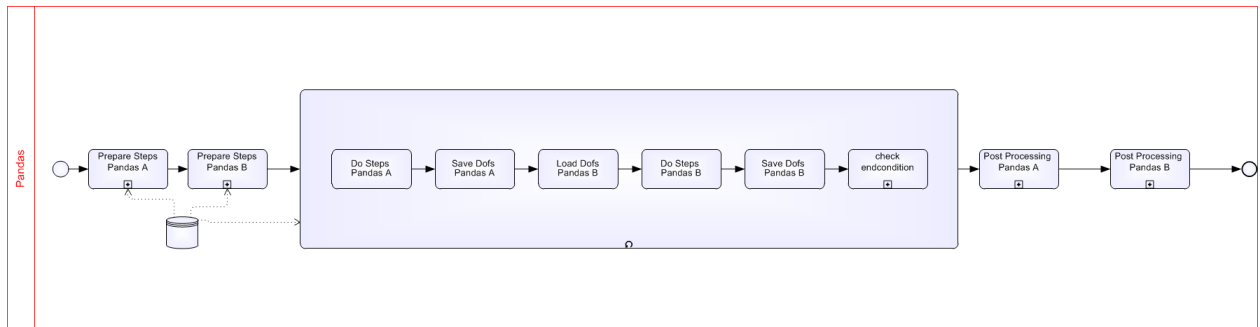 Pandas
Prepare Steps
Pandas A
Prepare Steps
Pandas B
Do Steps
Pandas A
Save Dofs
Pandas A
Load Dofs
Pandas B
Do Steps
Pandas B
Save Dofs
Pandas B
check
endcondition
Post Processing
Pandas A
Post Processing
Pandas B